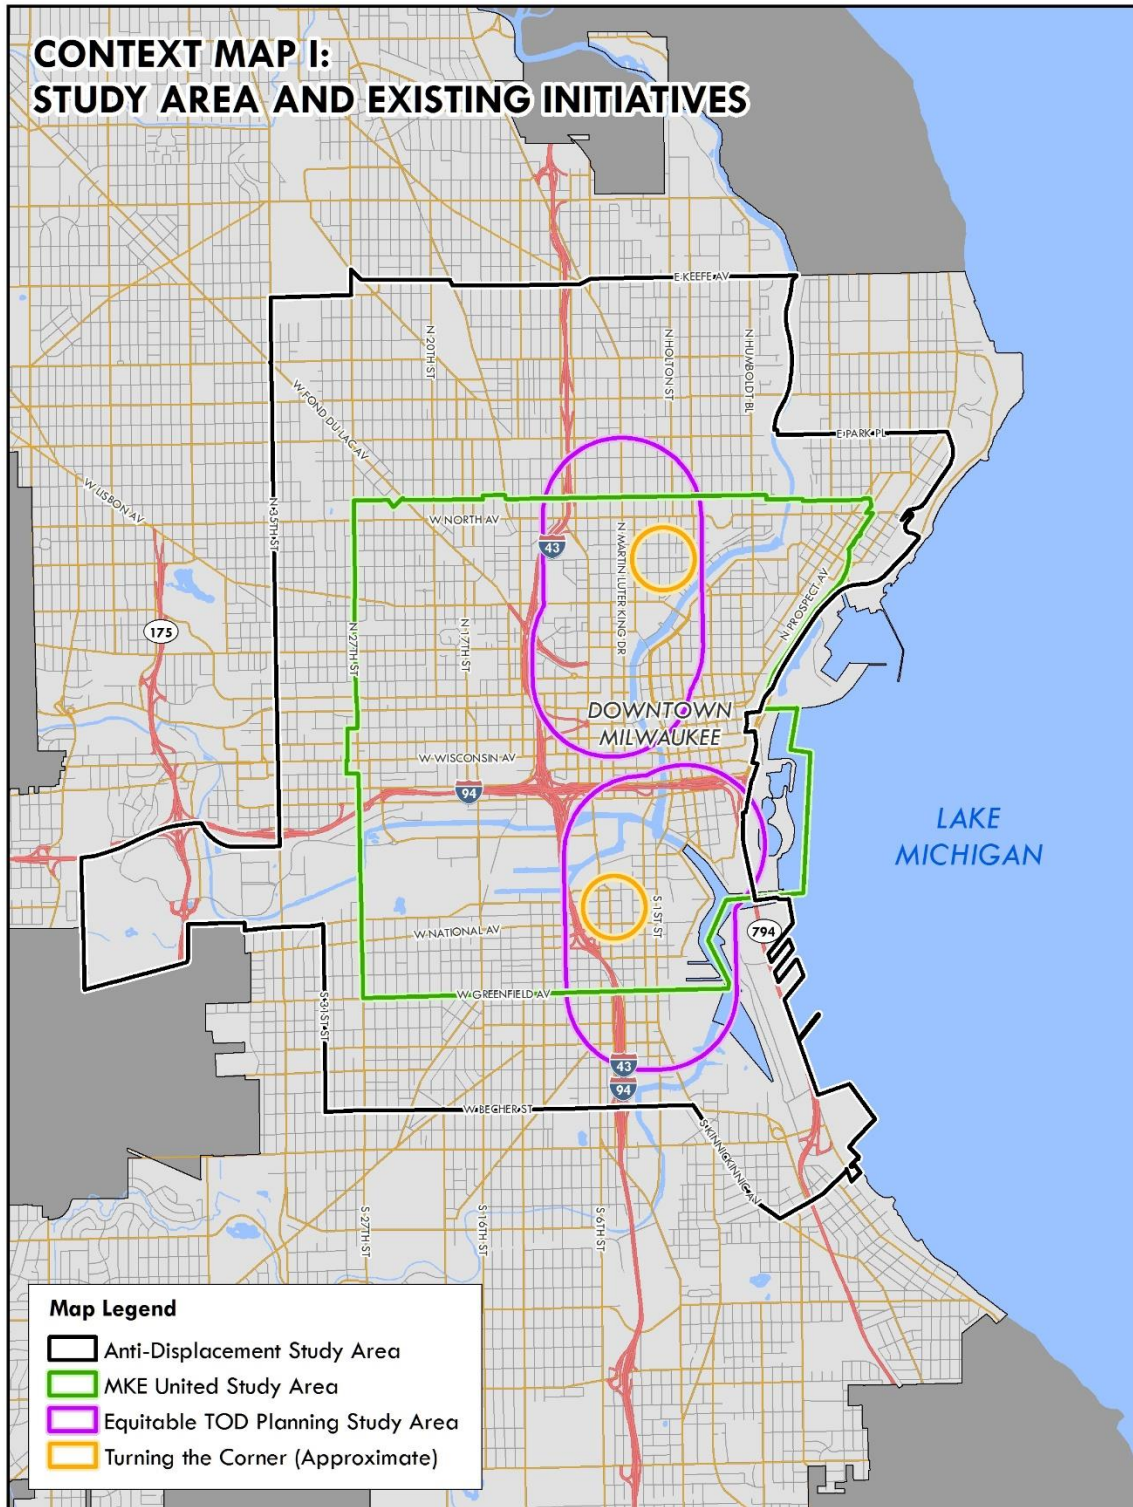 CONTEXT MAP I:
STUDY AREA AND EXISTING INITIATIVES
E KEEFE AV
N 20TH ST
N HOLTON ST
N HUMBOLDT BL
W FOND DU LAC AV
E PARK PL
W LISBON AV
N 35TH ST
W NORTH AV
43
N MARTIN LUTER KING DR
N PROSPECT AV
175
N 27TH ST
N 17TH ST
DOWNTOWN
MILWAUKEE
W WISCONSIN AV
94
LAKE
MICHIGAN
S 1ST ST
W NATIONAL AV
794
W GREENFIELD AV
S 31ST ST
43
94
W BECHER ST
S KINNICKINNIC AV
S 27TH ST
S 16TH ST
S 6TH ST
Map Legend
Anti-Displacement Study Area
MKE United Study Area
Equitable TOD Planning Study Area
Turning the Corner (Approximate)